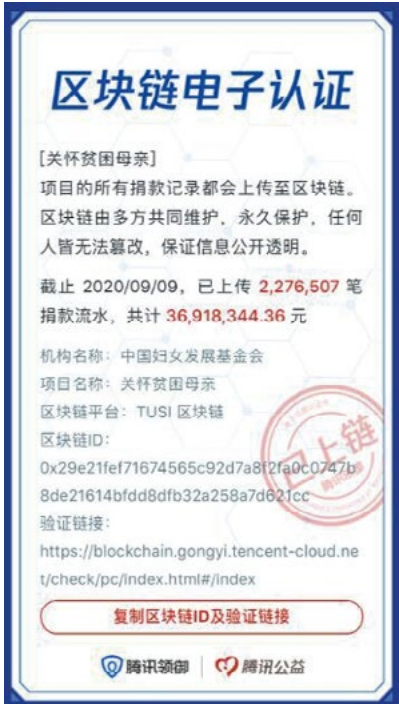 区块链电子认证
[关怀贫困母亲]
项目的所有捐款记录都会上传至区块链。
区块链由多方共同维护，永久保护，任何
人皆无法篡改，保证信息公开透明。
截止 2020/09/09，已上传 2,276,507 笔
捐款流水，共计 36,918,344.36 元
机构名称：中国妇女发展基金会
项目名称：关怀贫困母亲
区块链平台：TUSI 区块链
区块链ID：
0x29e21fef71674565c92d7a8f2fa0c0747b
8de21614bfdd8dfb32a258a7d621cc
已上链
腾讯领御
验证链接：
https://blockchain.gongyi.tencent-cloud.ne
t/check/pc/index.html#/index
复制区块链ID及验证链接
腾讯领御
腾讯公益